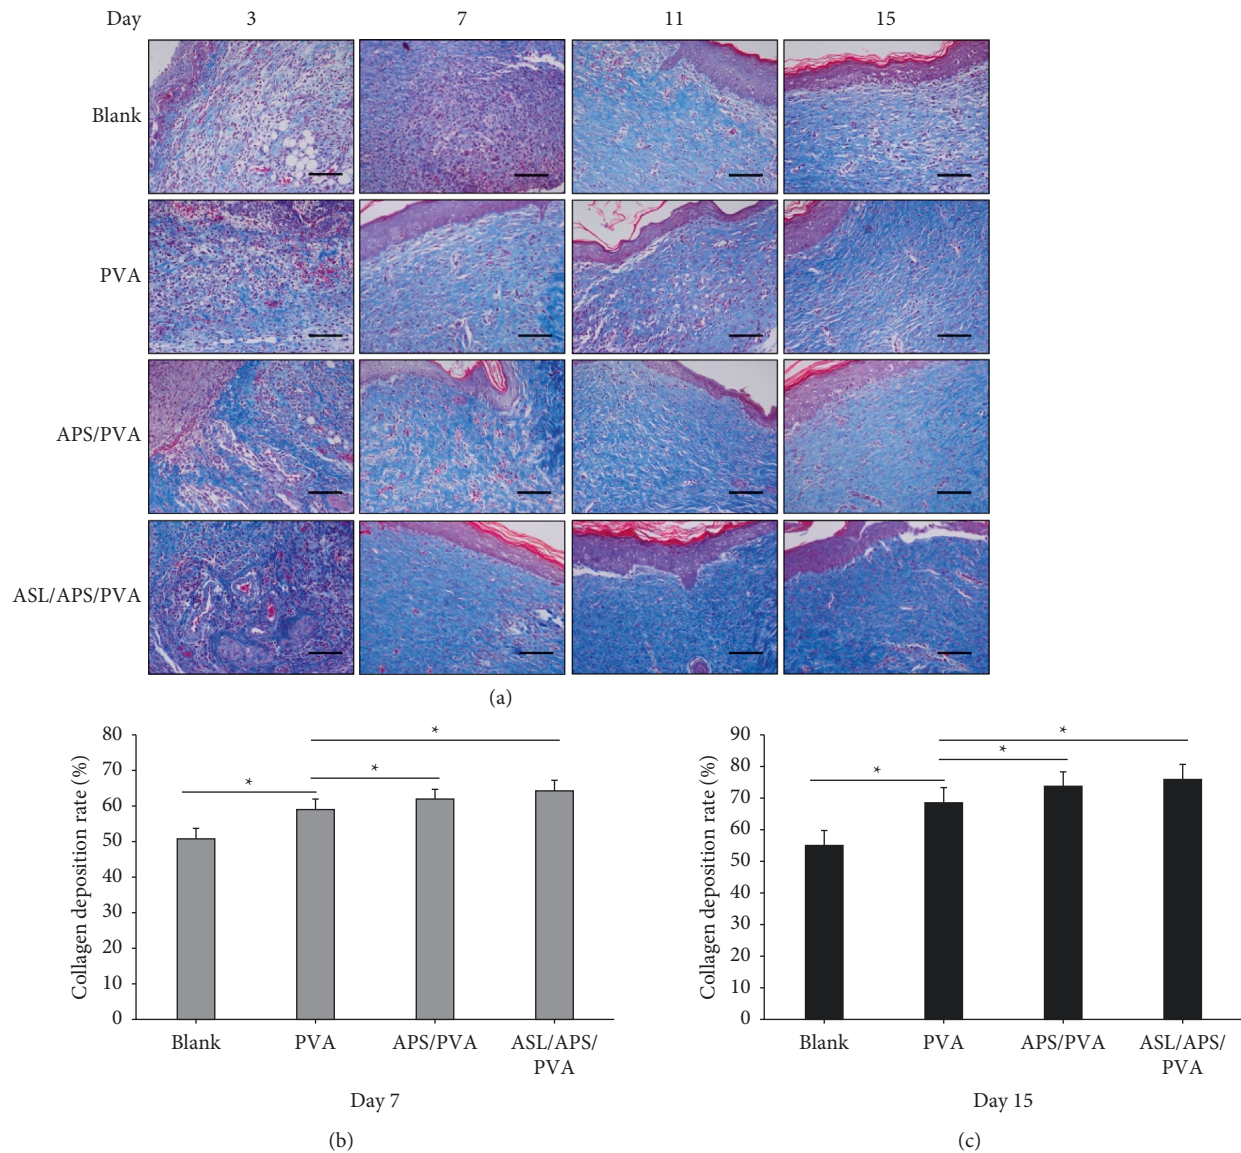 Day 3 7 11 15
Blank
PVA
APS/PVA
ASL/APS/PVA
(a)
80
70
60
50
40
30
20
10
0
Collagen deposition rate (%)
* * *
Blank PVA APS/PVA ASL/APS/
PVA
Day 7
(b)
90
80
70
60
50
40
30
20
10
0
Collagen deposition rate (%)
* * *
Blank PVA APS/PVA ASL/APS/
PVA
Day 15
(c)